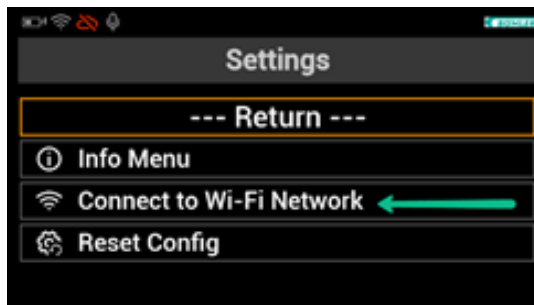 Settings
--- Return ---
Info Menu
Connect to Wi-Fi Network
Reset Config